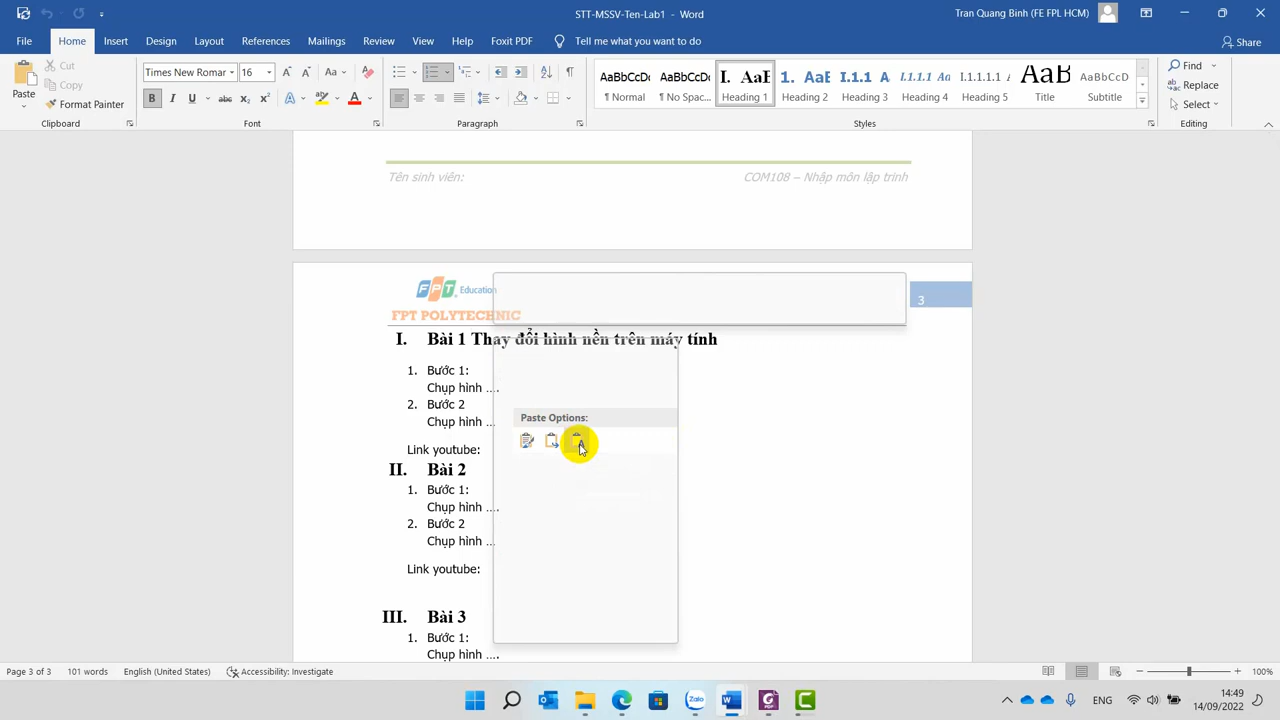 STT-MSSV-Ten-Lab1 - Word
Tran Quang Binh (FE FPL HCM)
File Home Insert Design Layout References Mailings Review View Help Foxit PDF Tell me what you want to do Share
Paste
Cut
Copy
Format Painter
Clipboard
Times New Romar 16
Font
Paragraph
AaBbCcDc AaBbCcDc I. AaB 1. AaB I.1.1 A I.1.1.1 A I.1.1.1.1 A AaB AaBbCcD
¶ Normal ¶ No Spac... Heading 1 Heading 2 Heading 3 Heading 4 Heading 5 Title Subtitle
Styles
Find
Replace
Select
Editing
Tên sinh viên: COM108 – Nhập môn lập trình
FPT Education
FPT POLYTECHNIC
3
I. Bài 1 Thay đổi hình nền trên máy tính
1. Bước 1:
Chụp hình ....
2. Bước 2
Chụp hình ...
Link youtube:
II. Bài 2
1. Bước 1:
Chụp hình ....
2. Bước 2
Chụp hình ...
Link youtube:
III. Bài 3
1. Bước 1:
Chụp hình ....
Paste Options:
Page 3 of 3 101 words English (United States) Accessibility: Investigate 100%
Zalo
ENG
14:49
14/09/2022